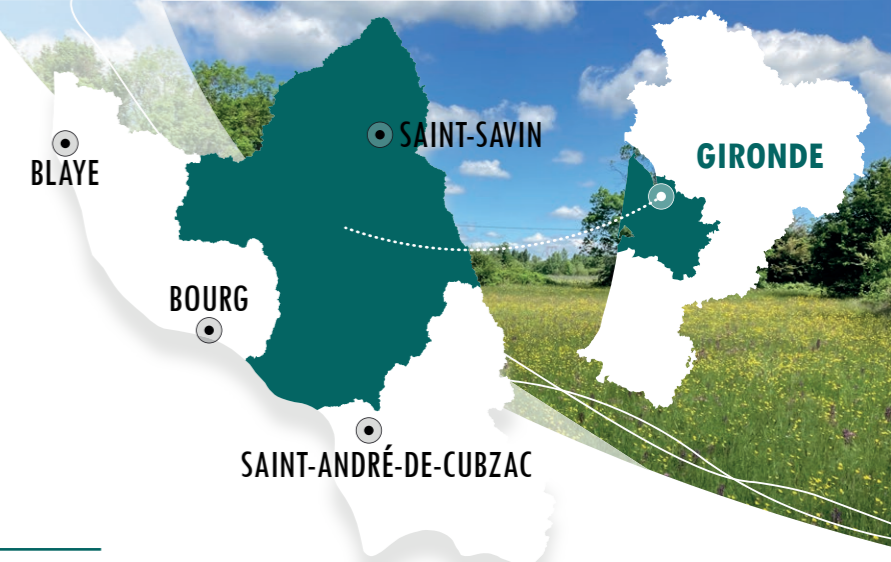 SAINT-SAVIN
GIRONDE
BLAYE
BOURG
SAINT-ANDRÉ-DE-CUBZAC